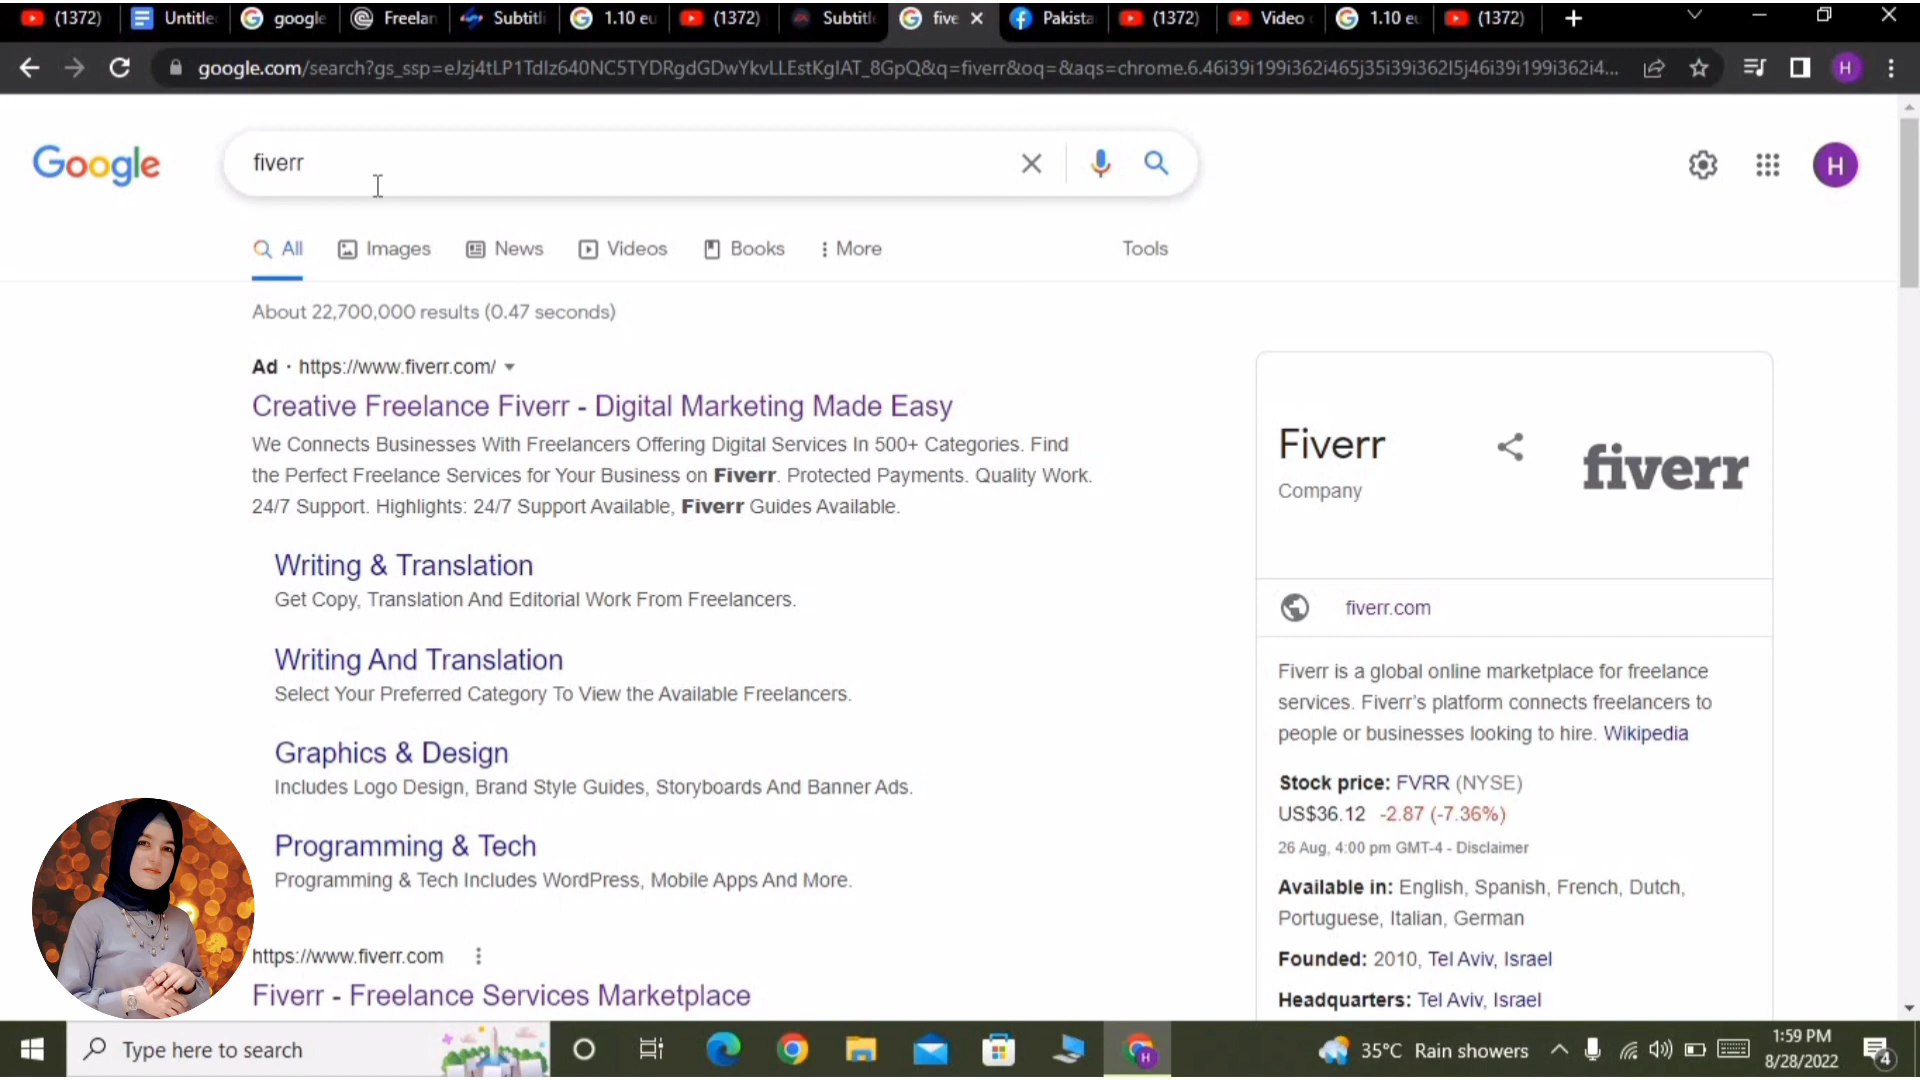 (1372)
Untitle
google
Freelan
Subtitl
1.10 eu
(1372)
Subtitle
five
Pakista
(1372)
Video
1.10 eu
(1372)
google.com/search?gs_ssp=eJzj4tLP1TdIz640NC5TYDRgdGDwYkvLLEstKgIAT_8GpQ&q=fiverr&oq=&aqs=chrome.6.46i39i199i362i465j35i39i362l5j46i39i199i362i4...
H
Google
fiverr
H
All
Images
News
Videos
Books
More
Tools
About 22,700,000 results (0.47 seconds)
Ad · https://www.fiverr.com/
Creative Freelance Fiverr - Digital Marketing Made Easy
We Connects Businesses With Freelancers Offering Digital Services In 500+ Categories. Find
the Perfect Freelance Services for Your Business on Fiverr. Protected Payments. Quality Work.
24/7 Support. Highlights: 24/7 Support Available, Fiverr Guides Available.
Writing & Translation
Get Copy, Translation And Editorial Work From Freelancers.
Writing And Translation
Select Your Preferred Category To View the Available Freelancers.
Graphics & Design
Includes Logo Design, Brand Style Guides, Storyboards And Banner Ads.
Programming & Tech
Programming & Tech Includes WordPress, Mobile Apps And More.
https://www.fiverr.com
Fiverr - Freelance Services Marketplace
Fiverr
Company
fiverr
fiverr.com
Fiverr is a global online marketplace for freelance
services. Fiverr's platform connects freelancers to
people or businesses looking to hire. Wikipedia
Stock price: FVRR (NYSE)
US$36.12 -2.87 (-7.36%)
26 Aug, 4:00 pm GMT-4 - Disclaimer
Available in: English, Spanish, French, Dutch,
Portuguese, Italian, German
Founded: 2010, Tel Aviv, Israel
Headquarters: Tel Aviv, Israel
Type here to search
H
35°C Rain showers
1:59 PM
8/28/2022
4